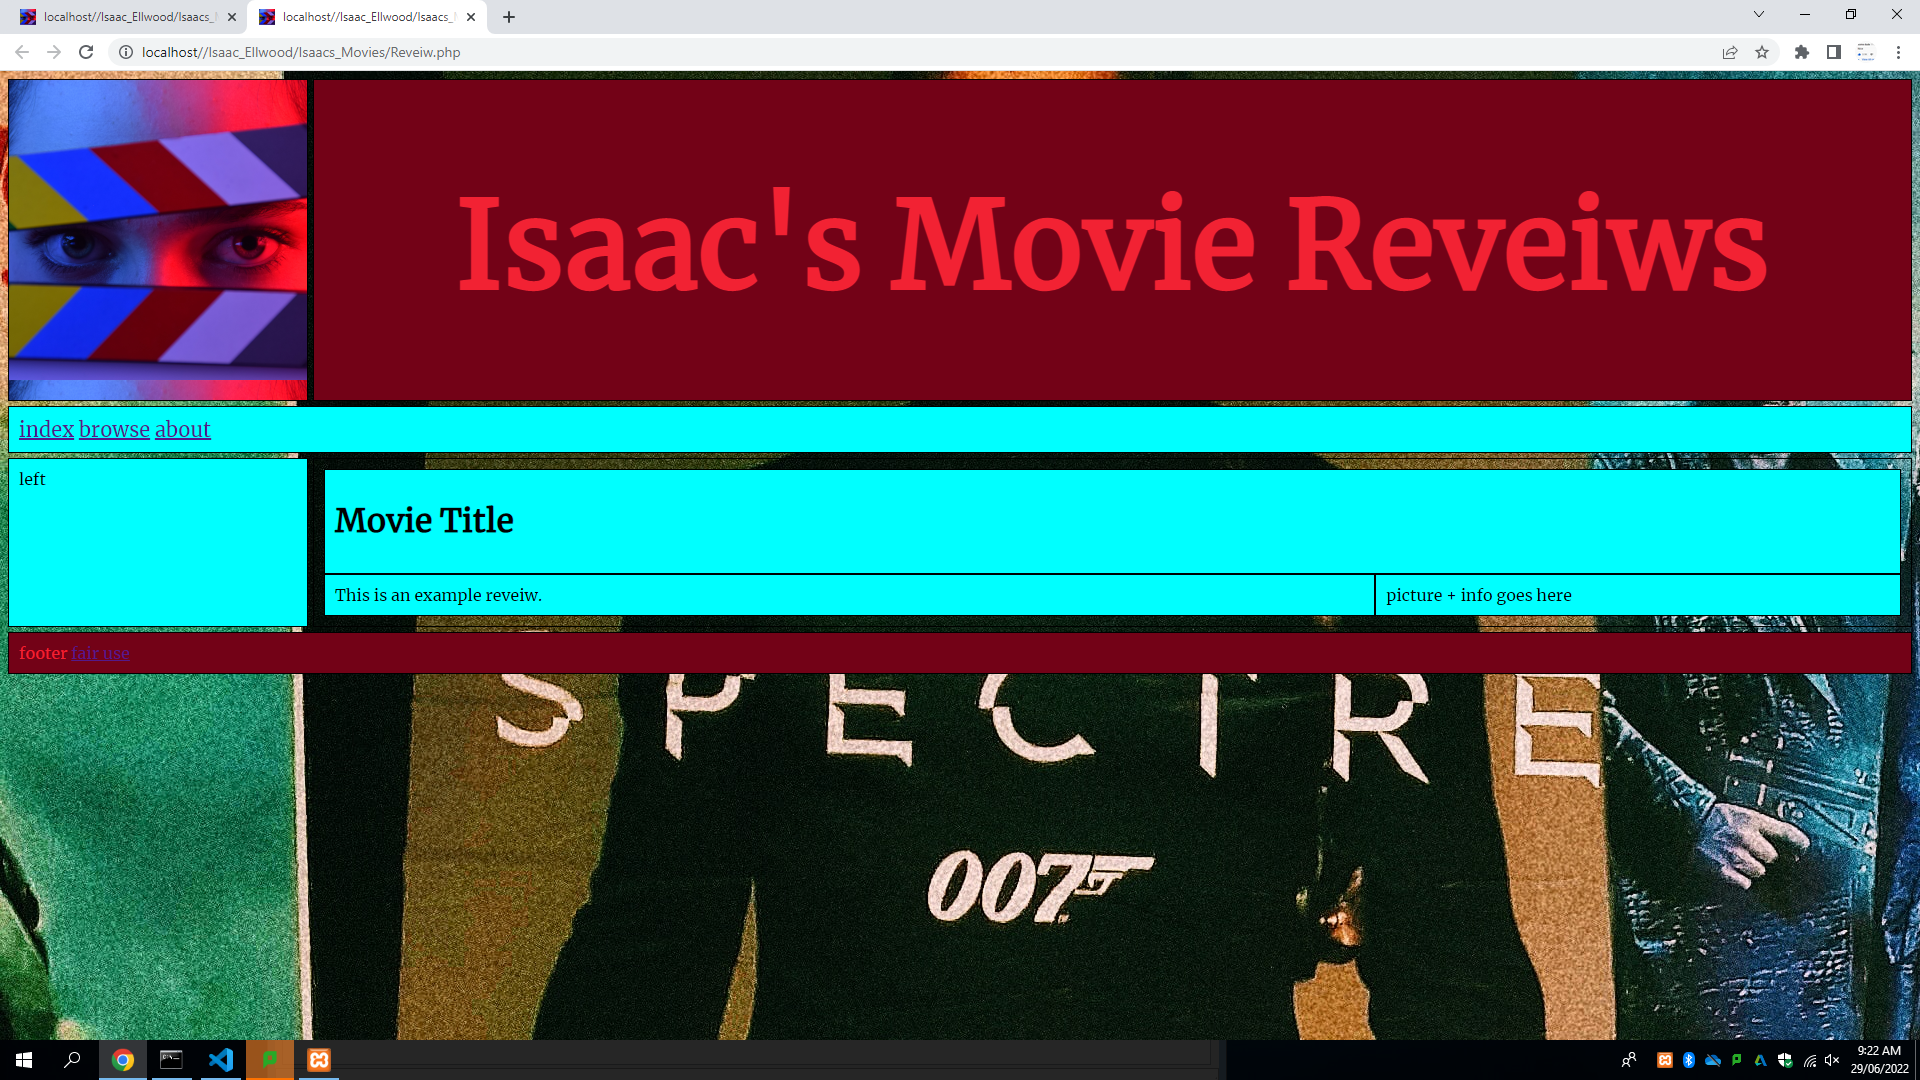 localhost//Isaac_Ellwood/Isaacs_
localhost//Isaac_Ellwood/Isaacs_
localhost//Isaac_Ellwood/Isaacs_Movies/Reveiw.php
Isaac's Movie Reveiws
index browse about
left
Movie Title
This is an example reveiw.
picture + info goes here
footer fair use
SPECTRE
007
9:22 AM
29/06/2022